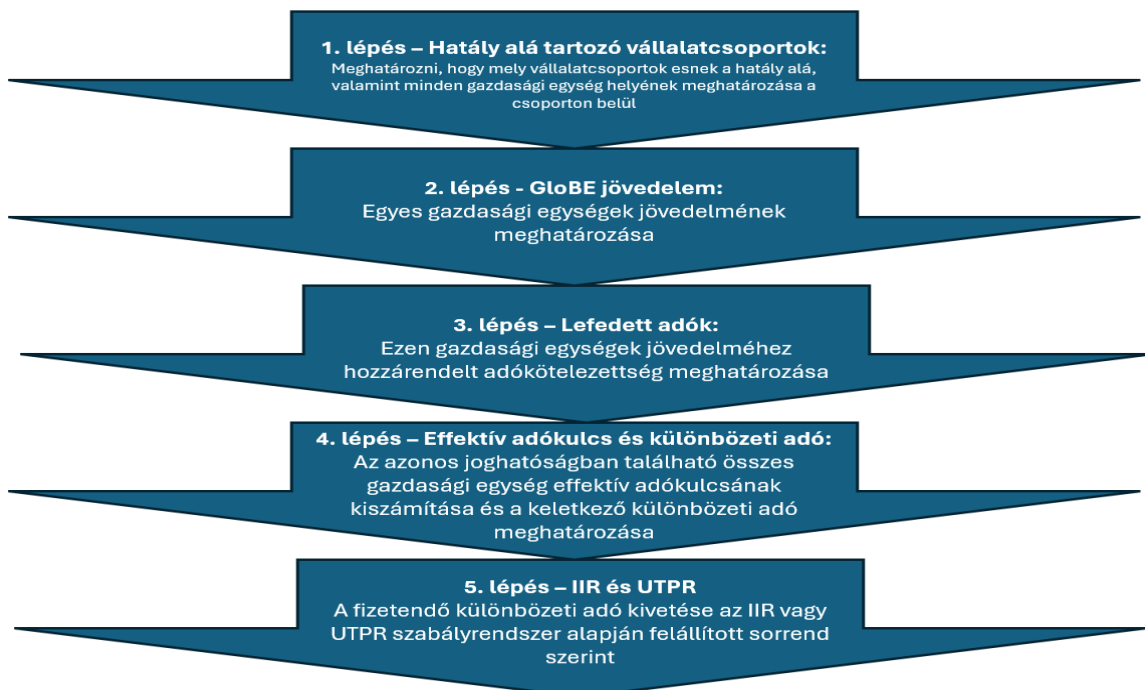 1. lépés – Hatály alá tartozó vállalatcsoportok:
Meghatározni, hogy mely vállalatcsoportok esnek a hatály alá,
valamint minden gazdasági egység helyének meghatározása a
csoporton belül
2. lépés - GloBE jövedelem:
Egyes gazdasági egységek jövedelmének
meghatározása
3. lépés – Lefedett adók:
Ezen gazdasági egységek jövedelméhez
hozzárendelt adókötelezettség meghatározása
4. lépés – Effektív adókulcs és különbözeti adó:
Az azonos joghatóságban található összes
gazdasági egység effektív adókulcsának
kiszámítása és a keletkező különbözeti adó
meghatározása
5. lépés – IIR és UTPR
A fizetendő különbözeti adó kivetése az IIR vagy
UTPR szabályrendszer alapján felállított sorrend
szerint